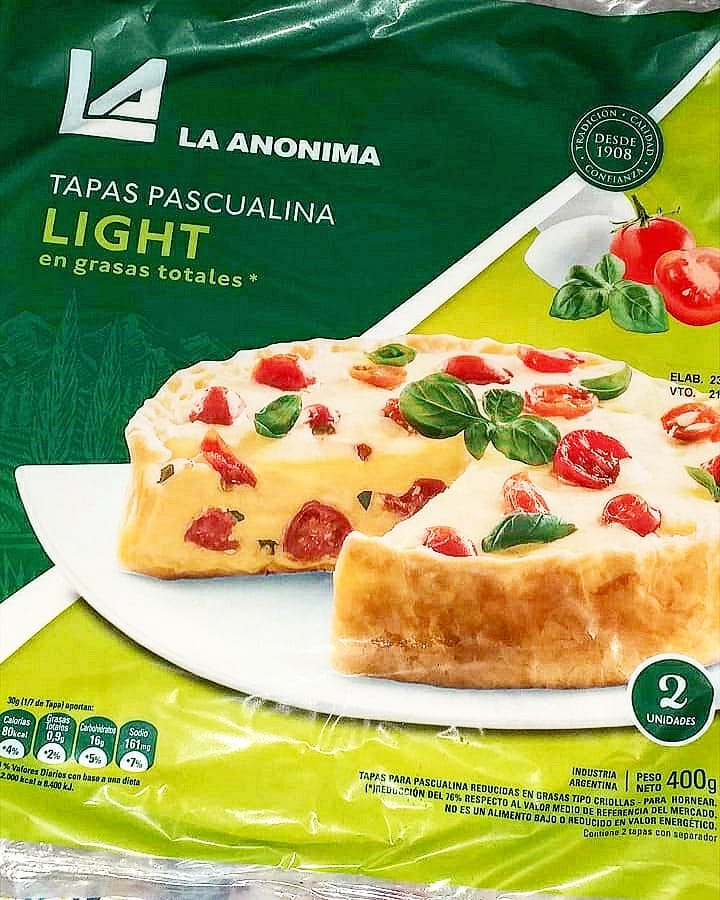 LA
LA ANONIMA
TRADICIÓN · CALIDAD · CONFIANZA
DESDE
1908
TAPAS PASCUALINA
LIGHT
en grasas totales *
ELAB. 23
VTO. 21
2
UNIDADES
30g (1/7 de Tapa) aportan:
Calorías 80kcal *4%
Grasas Totales 0,9g *2%
Carbohidratos 16g *5%
Sodio 161mg *7%
% Valores Diarios con base a una dieta
2.000 kcal u 8.400 kJ.
INDUSTRIA ARGENTINA
PESO NETO 400g
TAPAS PARA PASCUALINA REDUCIDAS EN GRASAS TIPO CRIOLLAS - PARA HORNEAR.
(*)REDUCCIÓN DEL 76% RESPECTO AL VALOR MEDIO DE REFERENCIA DEL MERCADO.
NO ES UN ALIMENTO BAJO O REDUCIDO EN VALOR ENERGÉTICO.
Contiene 2 tapas con separador